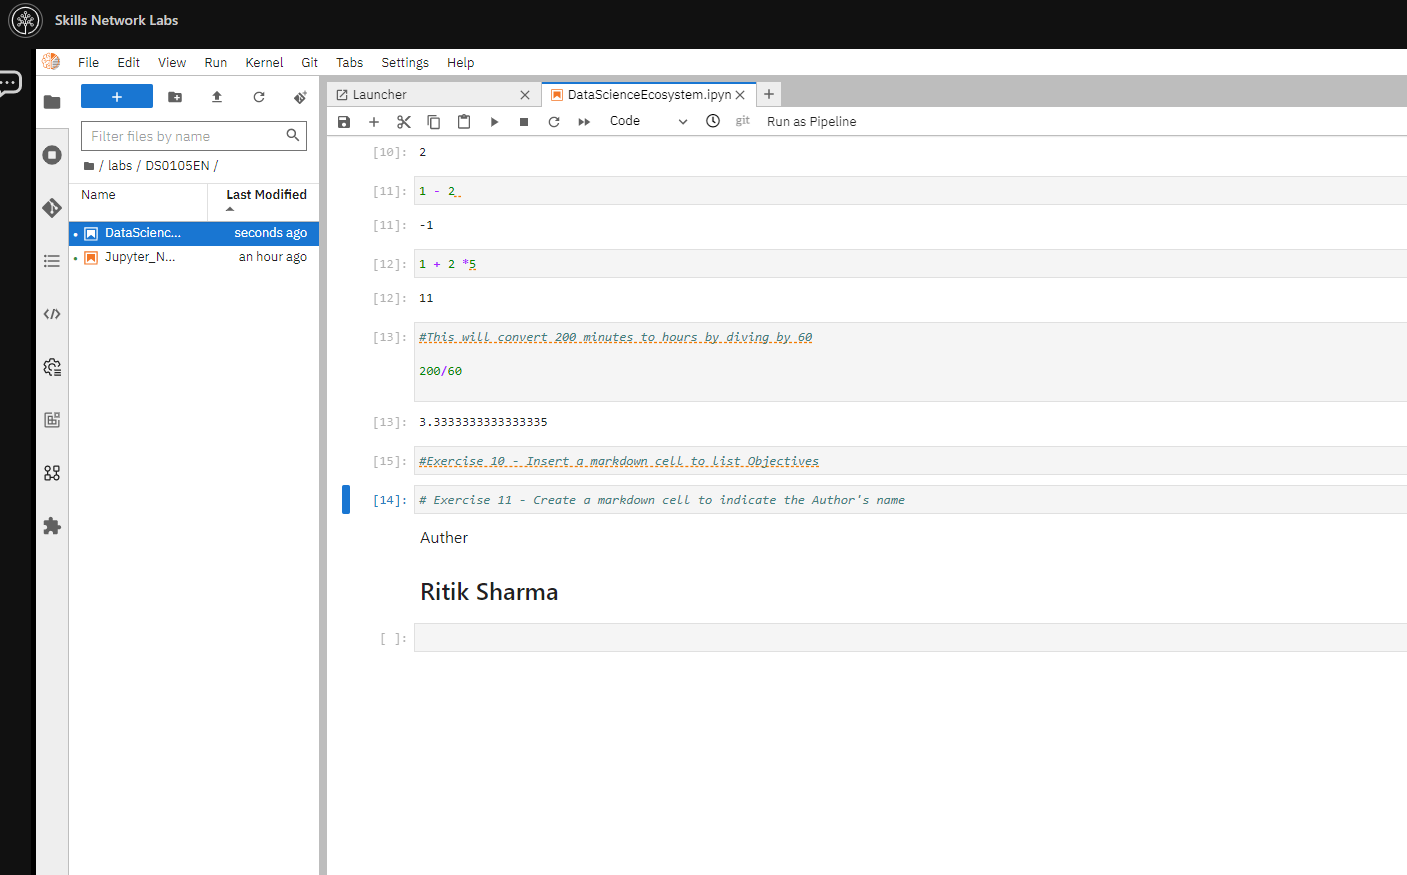 Skills Network Labs
File Edit View Run Kernel Git Tabs Settings Help
+
Filter files by name
/ labs / DS0105EN /
Name Last Modified
DataScienc... seconds ago
Jupyter_N... an hour ago
Launcher
DataScienceEcosystem.ipyn
Code git Run as Pipeline
[10]: 2
[11]: 1 - 2
[11]: -1
[12]: 1 + 2 *5
[12]: 11
[13]: #This will convert 200 minutes to hours by diving by 60
200/60
[13]: 3.3333333333333335
[15]: #Exercise 10 - Insert a markdown cell to list Objectives
[14]: # Exercise 11 - Create a markdown cell to indicate the Author's name
Auther
Ritik Sharma
[ ]: